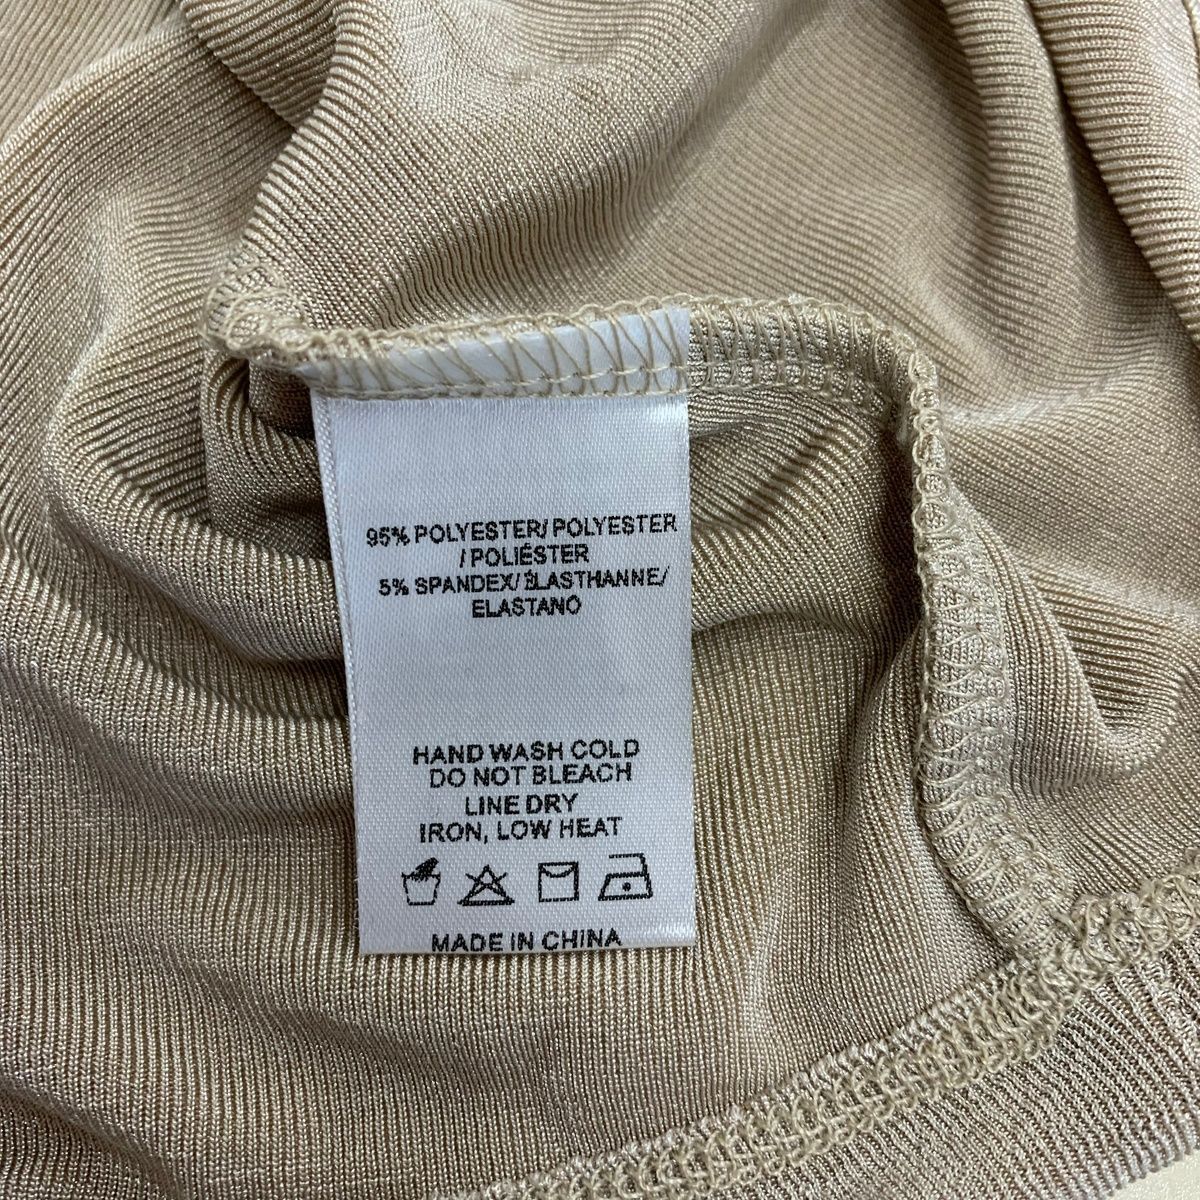 95% POLYESTER/ POLYESTER
/ POLIÉSTER
5% SPANDEX/ ÉLASTHANNE/
ELASTANO
HAND WASH COLD
DO NOT BLEACH
LINE DRY
IRON, LOW HEAT
MADE IN CHINA